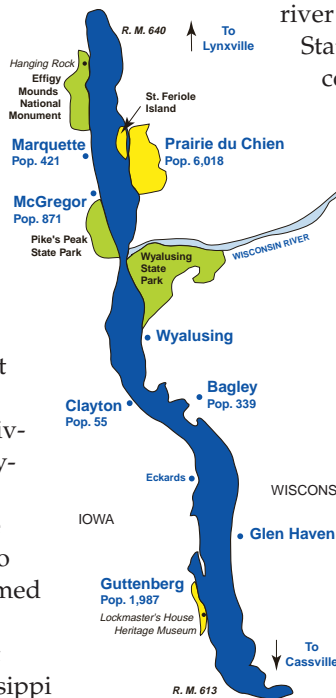 river
Sta
co
R. M. 640
To
Lynxville
Hanging Rock
Effigy
Mounds
National
Monument
St. Feriole
Island
Marquette
Pop. 421
Prairie du Chien
Pop. 6,018
McGregor
Pop. 871
Pike's Peak
State Park
Wyalusing
State
Park
WISCONSIN RIVER
Wyalusing
t
Bagley
Pop. 339
Clayton
Pop. 55
iv-
y-
Eckards
WISCONS
IOWA
o
Glen Haven
med
Guttenberg
Pop. 1,987
Lockmaster's House
Heritage Museum
To
Cassville
sippi
R. M. 613